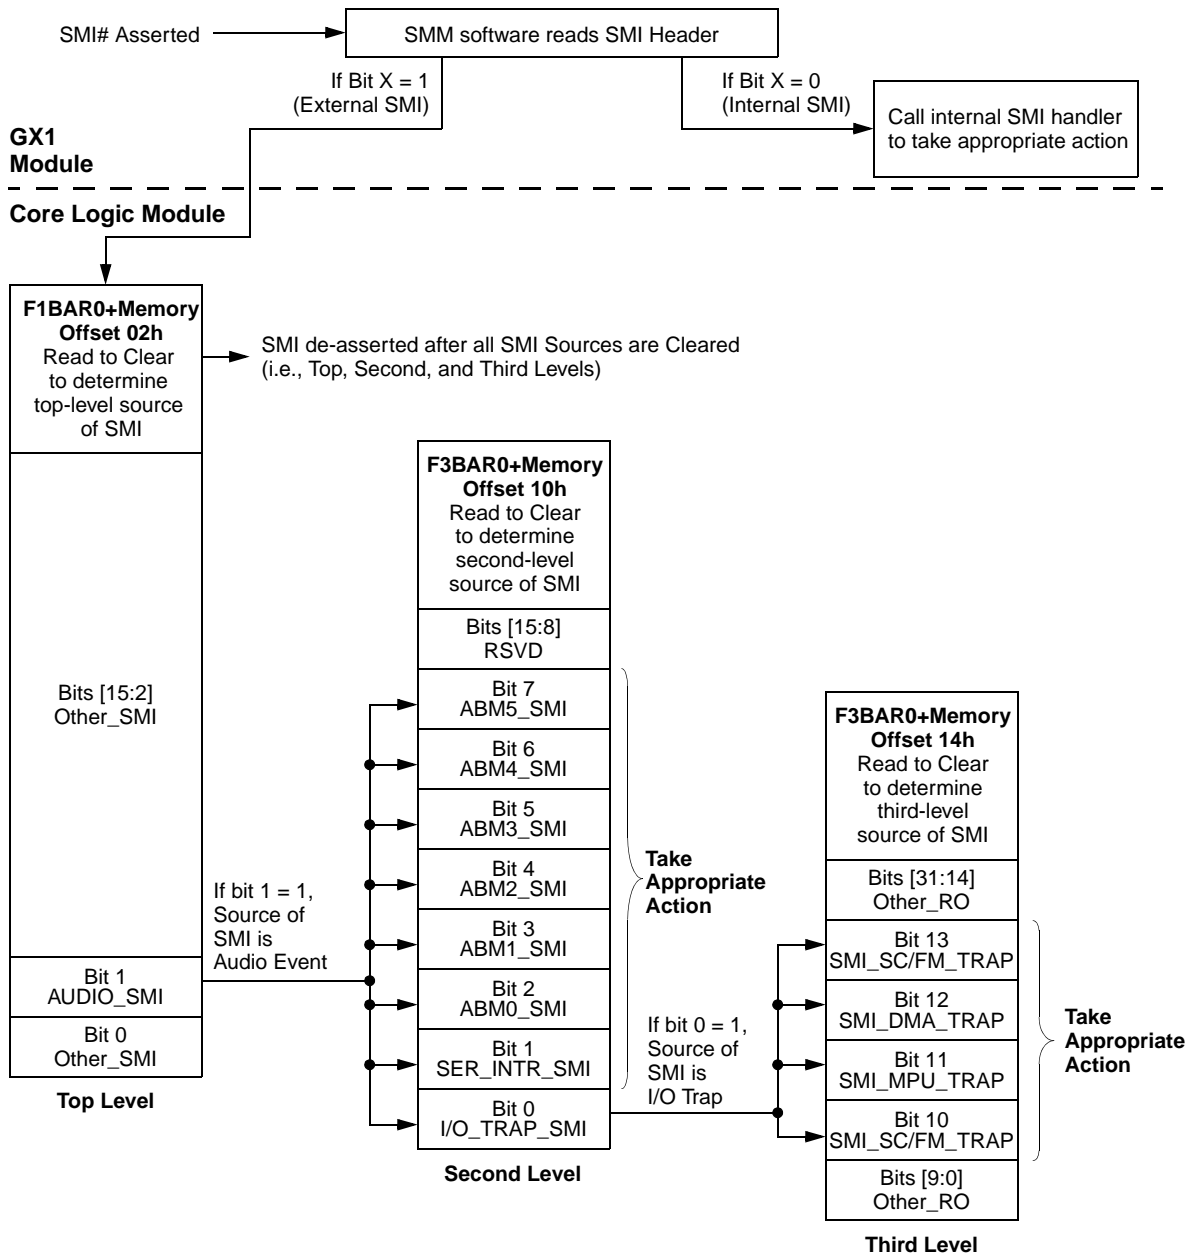 SMI# Asserted
SMM software reads SMI Header
If Bit X = 1
(External SMI)
If Bit X = 0
(Internal SMI)
Call internal SMI handler
to take appropriate action
GX1
Module
Core Logic Module
F1BAR0+Memory
Offset 02h
Read to Clear
to determine
top-level source
of SMI
SMI de-asserted after all SMI Sources are Cleared
(i.e., Top, Second, and Third Levels)
Bits [15:2]
Other_SMI
Bit 1
AUDIO_SMI
Bit 0
Other_SMI
Top Level
If bit 1 = 1,
Source of
SMI is
Audio Event
F3BAR0+Memory
Offset 10h
Read to Clear
to determine
second-level
source of SMI
Bits [15:8]
RSVD
Bit 7
ABM5_SMI
Bit 6
ABM4_SMI
Bit 5
ABM3_SMI
Bit 4
ABM2_SMI
Bit 3
ABM1_SMI
Bit 2
ABM0_SMI
Bit 1
SER_INTR_SMI
Bit 0
I/O_TRAP_SMI
Second Level
Take
Appropriate
Action
If bit 0 = 1,
Source of
SMI is
I/O Trap
F3BAR0+Memory
Offset 14h
Read to Clear
to determine
third-level
source of SMI
Bits [31:14]
Other_RO
Bit 13
SMI_SC/FM_TRAP
Bit 12
SMI_DMA_TRAP
Bit 11
SMI_MPU_TRAP
Bit 10
SMI_SC/FM_TRAP
Bits [9:0]
Other_RO
Third Level
Take
Appropriate
Action